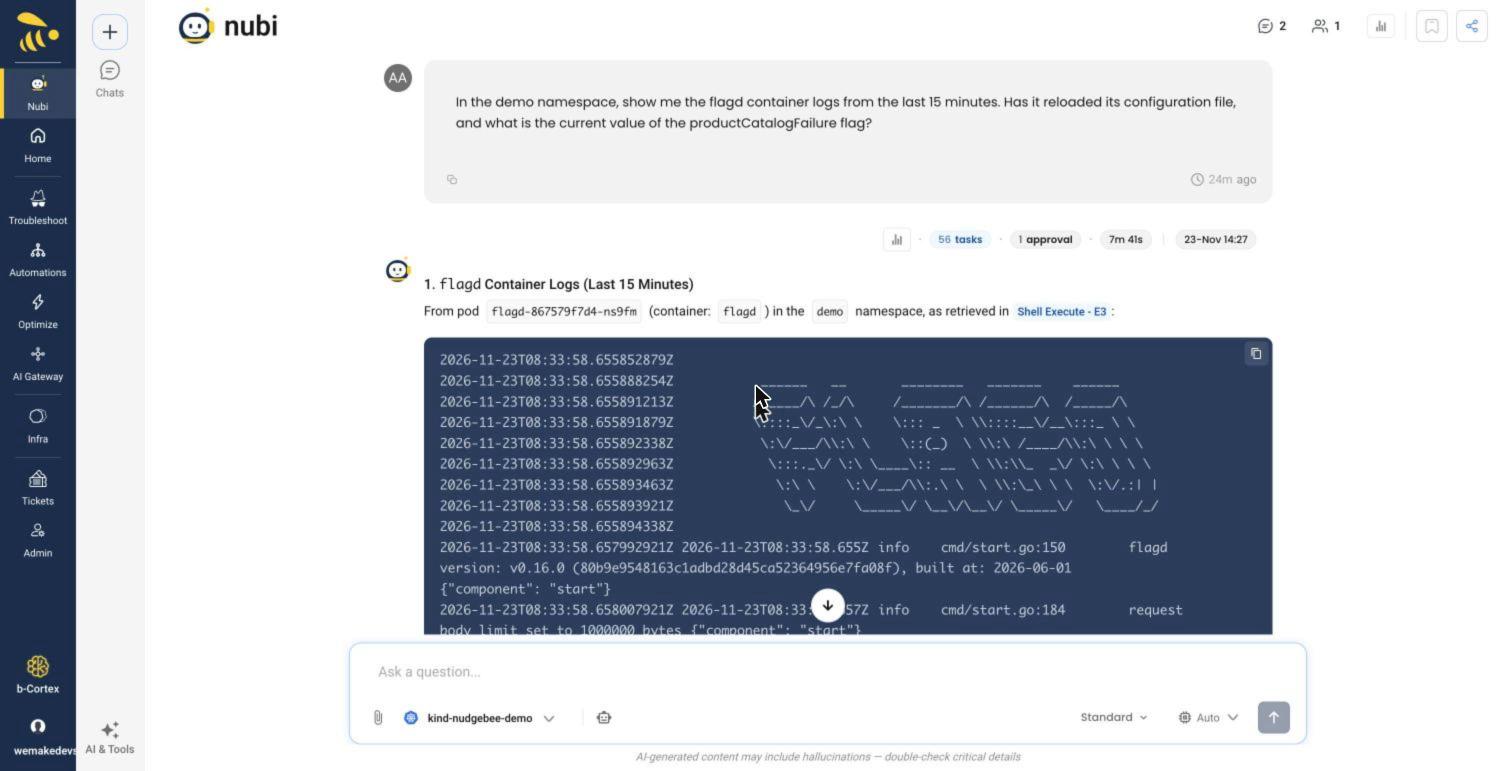 nubi
2
1
Nubi
Home
Troubleshoot
Automations
Optimize
AI Gateway
Infra
Tickets
Admin
b-Cortex
wemakedevs
Chats
AI & Tools
AA
In the demo namespace, show me the flagd container logs from the last 15 minutes. Has it reloaded its configuration file,
and what is the current value of the productCatalogFailure flag?
24m ago
56 tasks · 1 approval · 7m 41s | 23-Nov 14:27
1. flagd Container Logs (Last 15 Minutes)
From pod flagd-867579f7d4-ns9fm (container: flagd ) in the demo namespace, as retrieved in Shell Execute - E3 :
2026-11-23T08:33:58.655852879Z
2026-11-23T08:33:58.655888254Z
2026-11-23T08:33:58.655891213Z
2026-11-23T08:33:58.655891879Z
2026-11-23T08:33:58.655892338Z
2026-11-23T08:33:58.655892963Z
2026-11-23T08:33:58.655893463Z
2026-11-23T08:33:58.655893921Z
2026-11-23T08:33:58.655894338Z
2026-11-23T08:33:58.657992921Z 2026-11-23T08:33:58.655Z info cmd/start.go:150 flagd
version: v0.16.0 (80b9e9548163c1adbd28d45ca52364956e7fa08f), built at: 2026-06-01
{"component": "start"}
2026-11-23T08:33:58.658007921Z 2026-11-23T08:33: 57Z info cmd/start.go:184 request
body limit set to 1000000 bytes {"component": "start"}
Ask a question...
kind-nudgebee-demo
Standard
Auto
AI-generated content may include hallucinations — double-check critical details